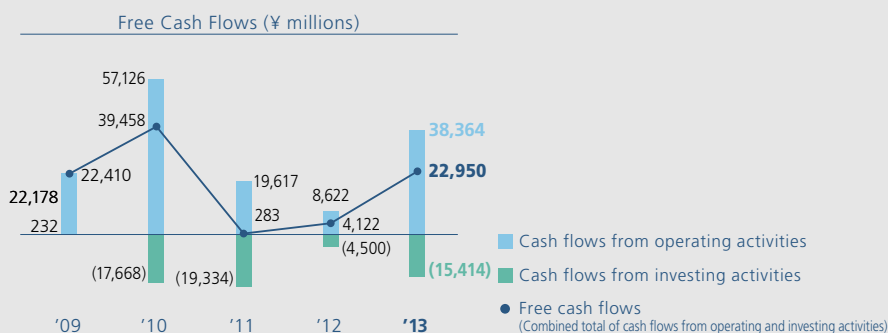 Free Cash Flows (¥ millions)
57,126
39,458
38,364
22,410
22,950
19,617
22,178
8,622
232
283
4,122
(4,500)
(17,668)
(19,334)
(15,414)
Cash flows from operating activities
Cash flows from investing activities
Free cash flows
(Combined total of cash flows from operating and investing activities)
’09 ’10 ’11 ’12 ’13